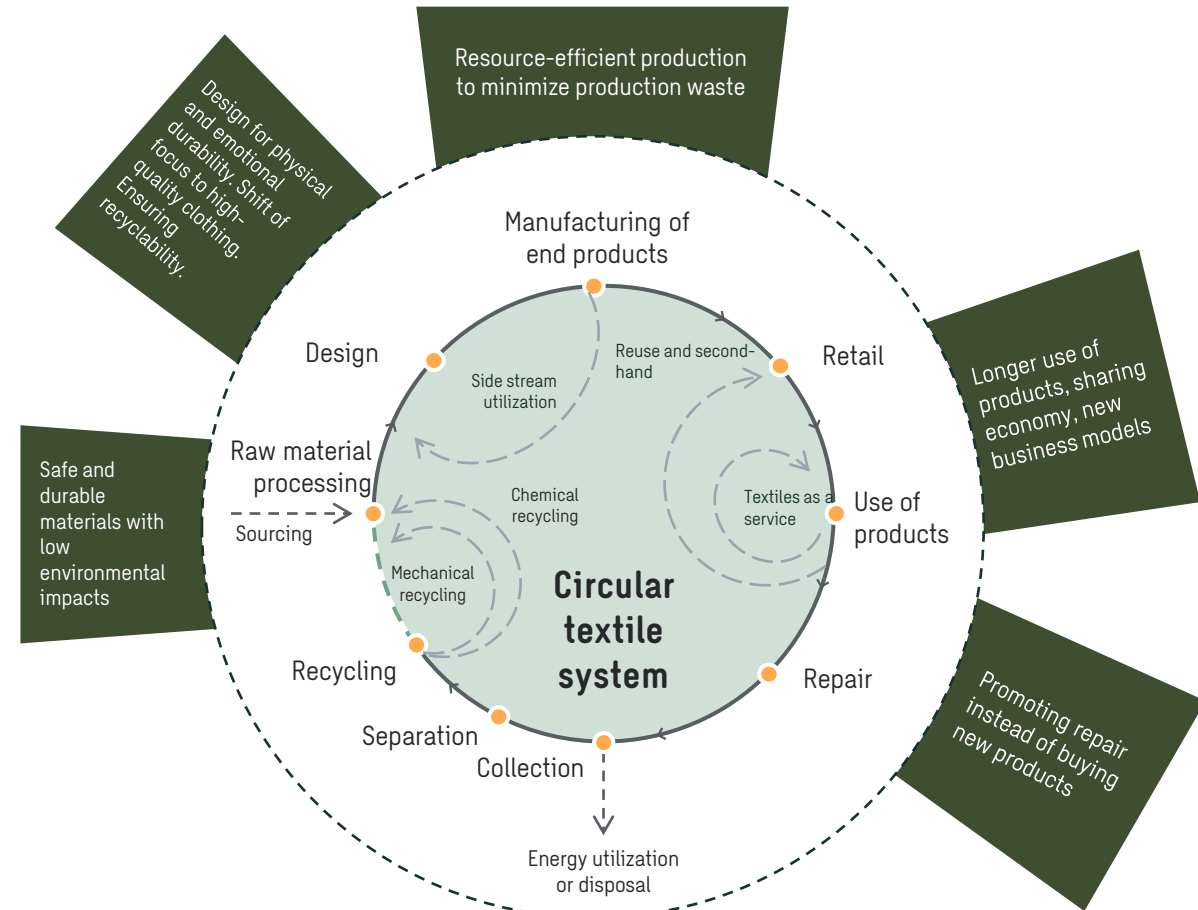 Resource-efficient production
to minimize production waste
Design for physical
and emotional
durability. Shift of
focus to high-
quality clothing.
Ensuring
recyclability.
Manufacturing of
end products
Design
Side stream
utilization
Reuse and second-
hand
Retail
Longer use of
products, sharing
economy, new
business models
Safe and
durable
materials with
low
environmental
impacts
Raw material
processing
Sourcing
Chemical
recycling
Textiles as a
service
Use of
products
Mechanical
recycling
Circular
textile
system
Recycling
Repair
Promoting repair
instead of buying
new products
Separation
Collection
Energy utilization
or disposal